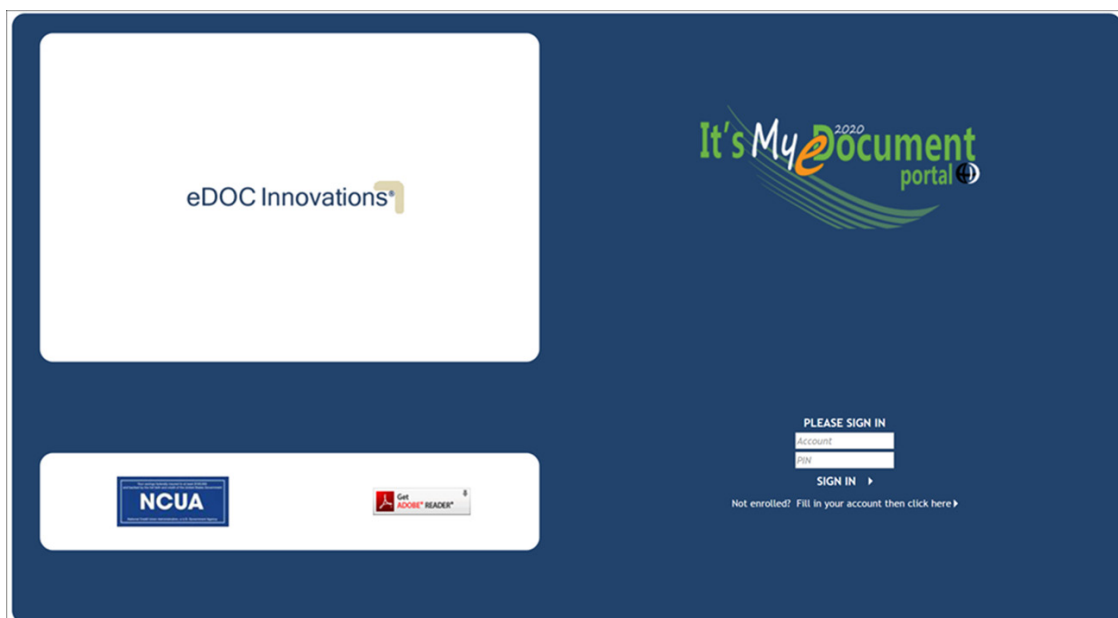 eDOC Innovations®
It's My eDocument
2020
portal
PLEASE SIGN IN
Account
PIN
SIGN IN
Not enrolled? Fill in your account then click here
NCUA
Get
ADOBE® READER®